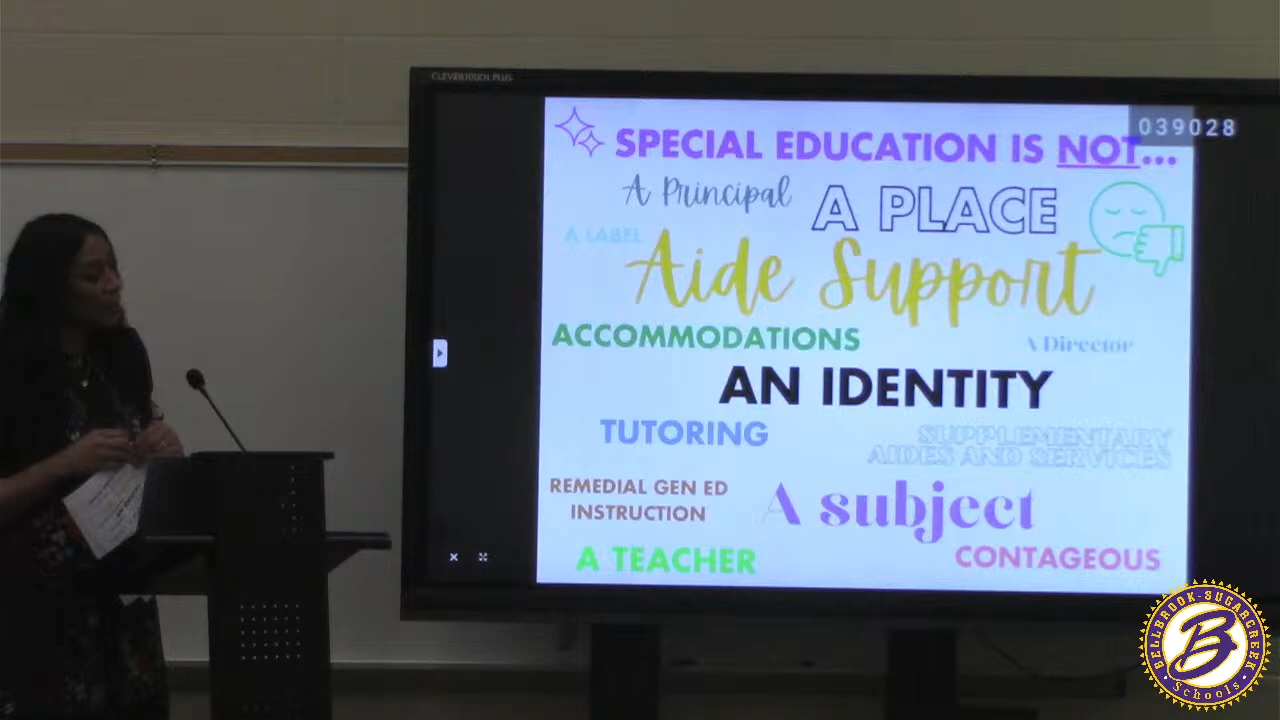 CLEVERTOUCH PLUS
039028
SPECIAL EDUCATION IS NOT...
A Principal
A PLACE
A LABEL
Aide Support
ACCOMMODATIONS
A Director
AN IDENTITY
TUTORING
SUPPLEMENTARY
AIDES AND SERVICES
REMEDIAL GEN ED
INSTRUCTION
A subject
A TEACHER
CONTAGEOUS
BELLBROOK-SUGARCREEK
B
Schools